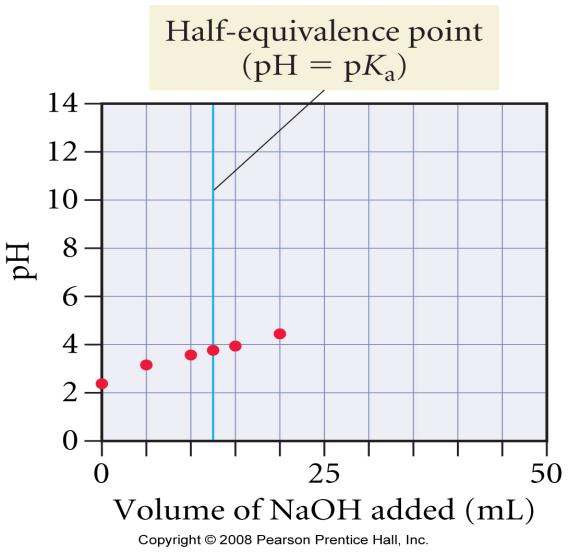 Half-equivalence point
(pH = pKa)
14
12
10
8
6
4
2
0
pH
0
25
50
Volume of NaOH added (mL)
Copyright © 2008 Pearson Prentice Hall, Inc.